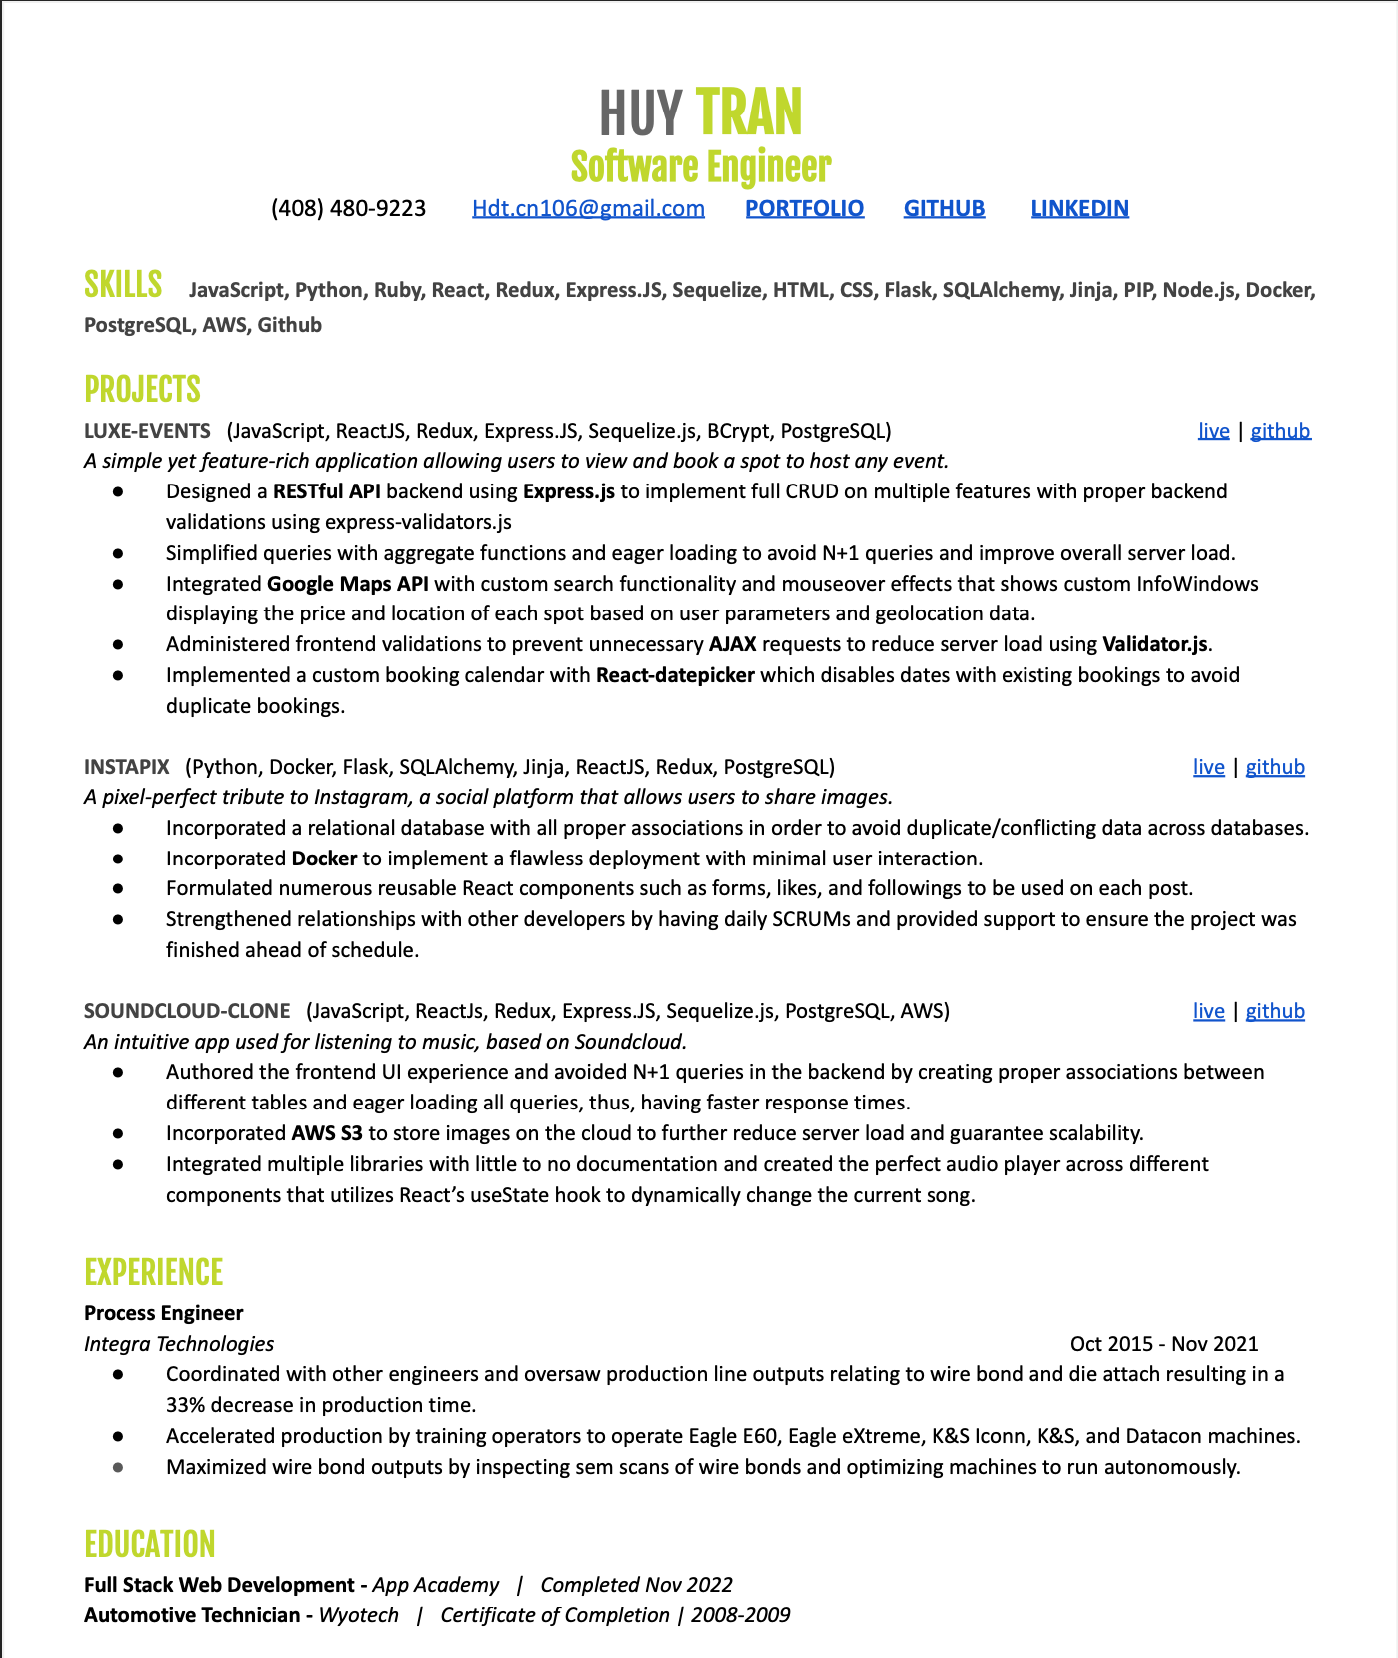 HUY TRAN
Software Engineer
(408) 480-9223 Hdt.cn106@gmail.com PORTFOLIO GITHUB LINKEDIN
SKILLS JavaScript, Python, Ruby, React, Redux, Express.JS, Sequelize, HTML, CSS, Flask, SQLAlchemy, Jinja, PIP, Node.js, Docker,
PostgreSQL, AWS, Github
PROJECTS
LUXE-EVENTS (JavaScript, ReactJS, Redux, Express.JS, Sequelize.js, BCrypt, PostgreSQL) live | github
A simple yet feature-rich application allowing users to view and book a spot to host any event.
● Designed a RESTful API backend using Express.js to implement full CRUD on multiple features with proper backend
validations using express-validators.js
● Simplified queries with aggregate functions and eager loading to avoid N+1 queries and improve overall server load.
● Integrated Google Maps API with custom search functionality and mouseover effects that shows custom InfoWindows
displaying the price and location of each spot based on user parameters and geolocation data.
● Administered frontend validations to prevent unnecessary AJAX requests to reduce server load using Validator.js.
● Implemented a custom booking calendar with React-datepicker which disables dates with existing bookings to avoid
duplicate bookings.
INSTAPIX (Python, Docker, Flask, SQLAlchemy, Jinja, ReactJS, Redux, PostgreSQL) live | github
A pixel-perfect tribute to Instagram, a social platform that allows users to share images.
● Incorporated a relational database with all proper associations in order to avoid duplicate/conflicting data across databases.
● Incorporated Docker to implement a flawless deployment with minimal user interaction.
● Formulated numerous reusable React components such as forms, likes, and followings to be used on each post.
● Strengthened relationships with other developers by having daily SCRUMs and provided support to ensure the project was
finished ahead of schedule.
SOUNDCLOUD-CLONE (JavaScript, ReactJs, Redux, Express.JS, Sequelize.js, PostgreSQL, AWS) live | github
An intuitive app used for listening to music, based on Soundcloud.
● Authored the frontend UI experience and avoided N+1 queries in the backend by creating proper associations between
different tables and eager loading all queries, thus, having faster response times.
● Incorporated AWS S3 to store images on the cloud to further reduce server load and guarantee scalability.
● Integrated multiple libraries with little to no documentation and created the perfect audio player across different
components that utilizes React’s useState hook to dynamically change the current song.
EXPERIENCE
Process Engineer
Integra Technologies Oct 2015 - Nov 2021
● Coordinated with other engineers and oversaw production line outputs relating to wire bond and die attach resulting in a
33% decrease in production time.
● Accelerated production by training operators to operate Eagle E60, Eagle eXtreme, K&S Iconn, K&S, and Datacon machines.
● Maximized wire bond outputs by inspecting sem scans of wire bonds and optimizing machines to run autonomously.
EDUCATION
Full Stack Web Development - App Academy | Completed Nov 2022
Automotive Technician - Wyotech | Certificate of Completion | 2008-2009